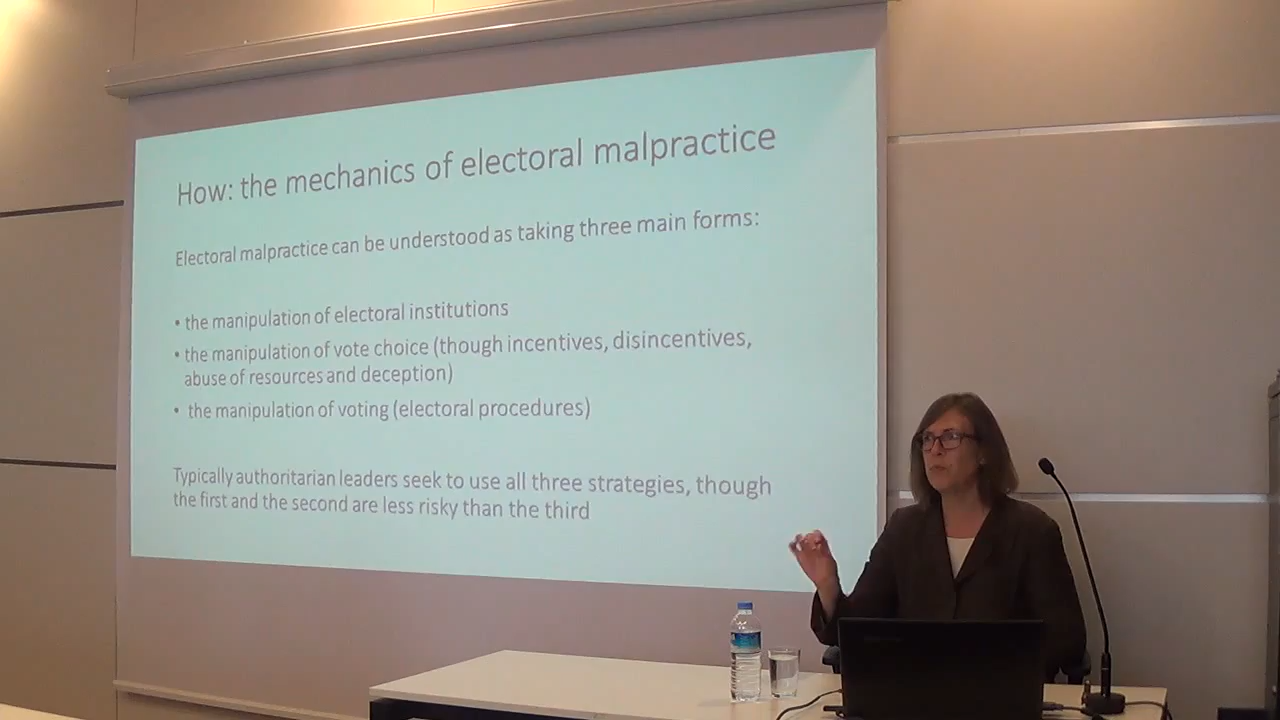 How: the mechanics of electoral malpractice
Electoral malpractice can be understood as taking three main forms:
• the manipulation of electoral institutions
• the manipulation of vote choice (though incentives, disincentives,
abuse of resources and deception)
• the manipulation of voting (electoral procedures)
Typically authoritarian leaders seek to use all three strategies, though
the first and the second are less risky than the third